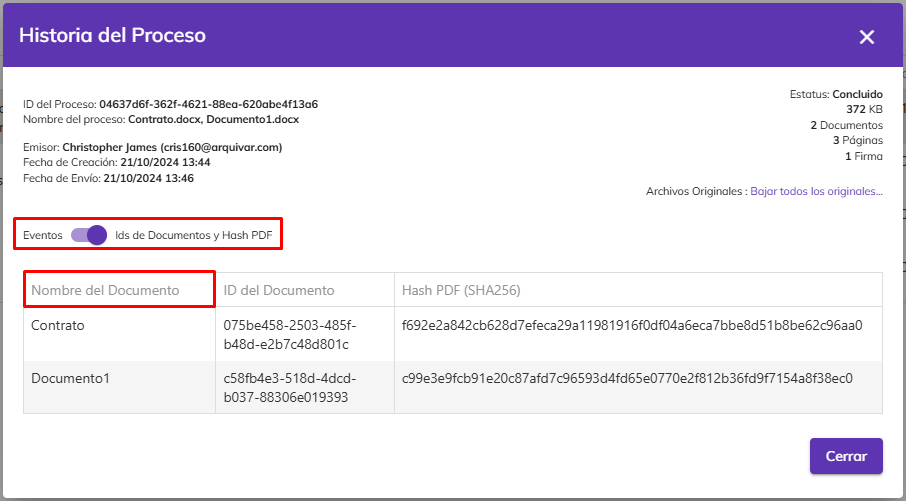 Historia del Proceso
ID del Proceso: 04637d6f-362f-4621-88ea-620abe4f13a6
Nombre del proceso: Contrato.docx, Documento1.docx
Emisor: Christopher James (cris160@arquivar.com)
Fecha de Creación: 21/10/2024 13:44
Fecha de Envío: 21/10/2024 13:46
Estatus: Concluido
372 KB
2 Documentos
3 Páginas
1 Firma
Archivos Originales : Bajar todos los originales...
Eventos Ids de Documentos y Hash PDF
Nombre del Documento ID del Documento Hash PDF (SHA256)
Contrato 075be458-2503-485f- f692e2a842cb628d7efeca29a11981916f0df04a6eca7bbe8d51b8be62c96aa0
b48d-e2b7c48d801c
Documento1 c58fb4e3-518d-4dcd- c99e3e9fcb91e20c87afd7c96593d4fd65e0770e2f812b36fd9f7154a8f38ec0
b037-88306e019393
Cerrar